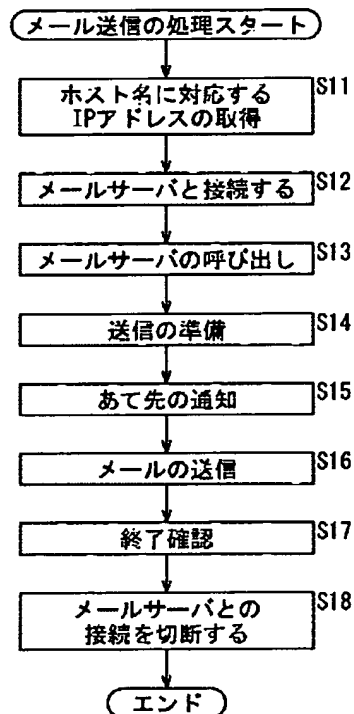 メール送信の処理スタート
ホスト名に対応する
IPアドレスの取得
S11
メールサーバと接続する
S12
メールサーバの呼び出し
S13
送信の準備
S14
あて先の通知
S15
メールの送信
S16
終了確認
S17
メールサーバとの
接続を切断する
S18
エンド